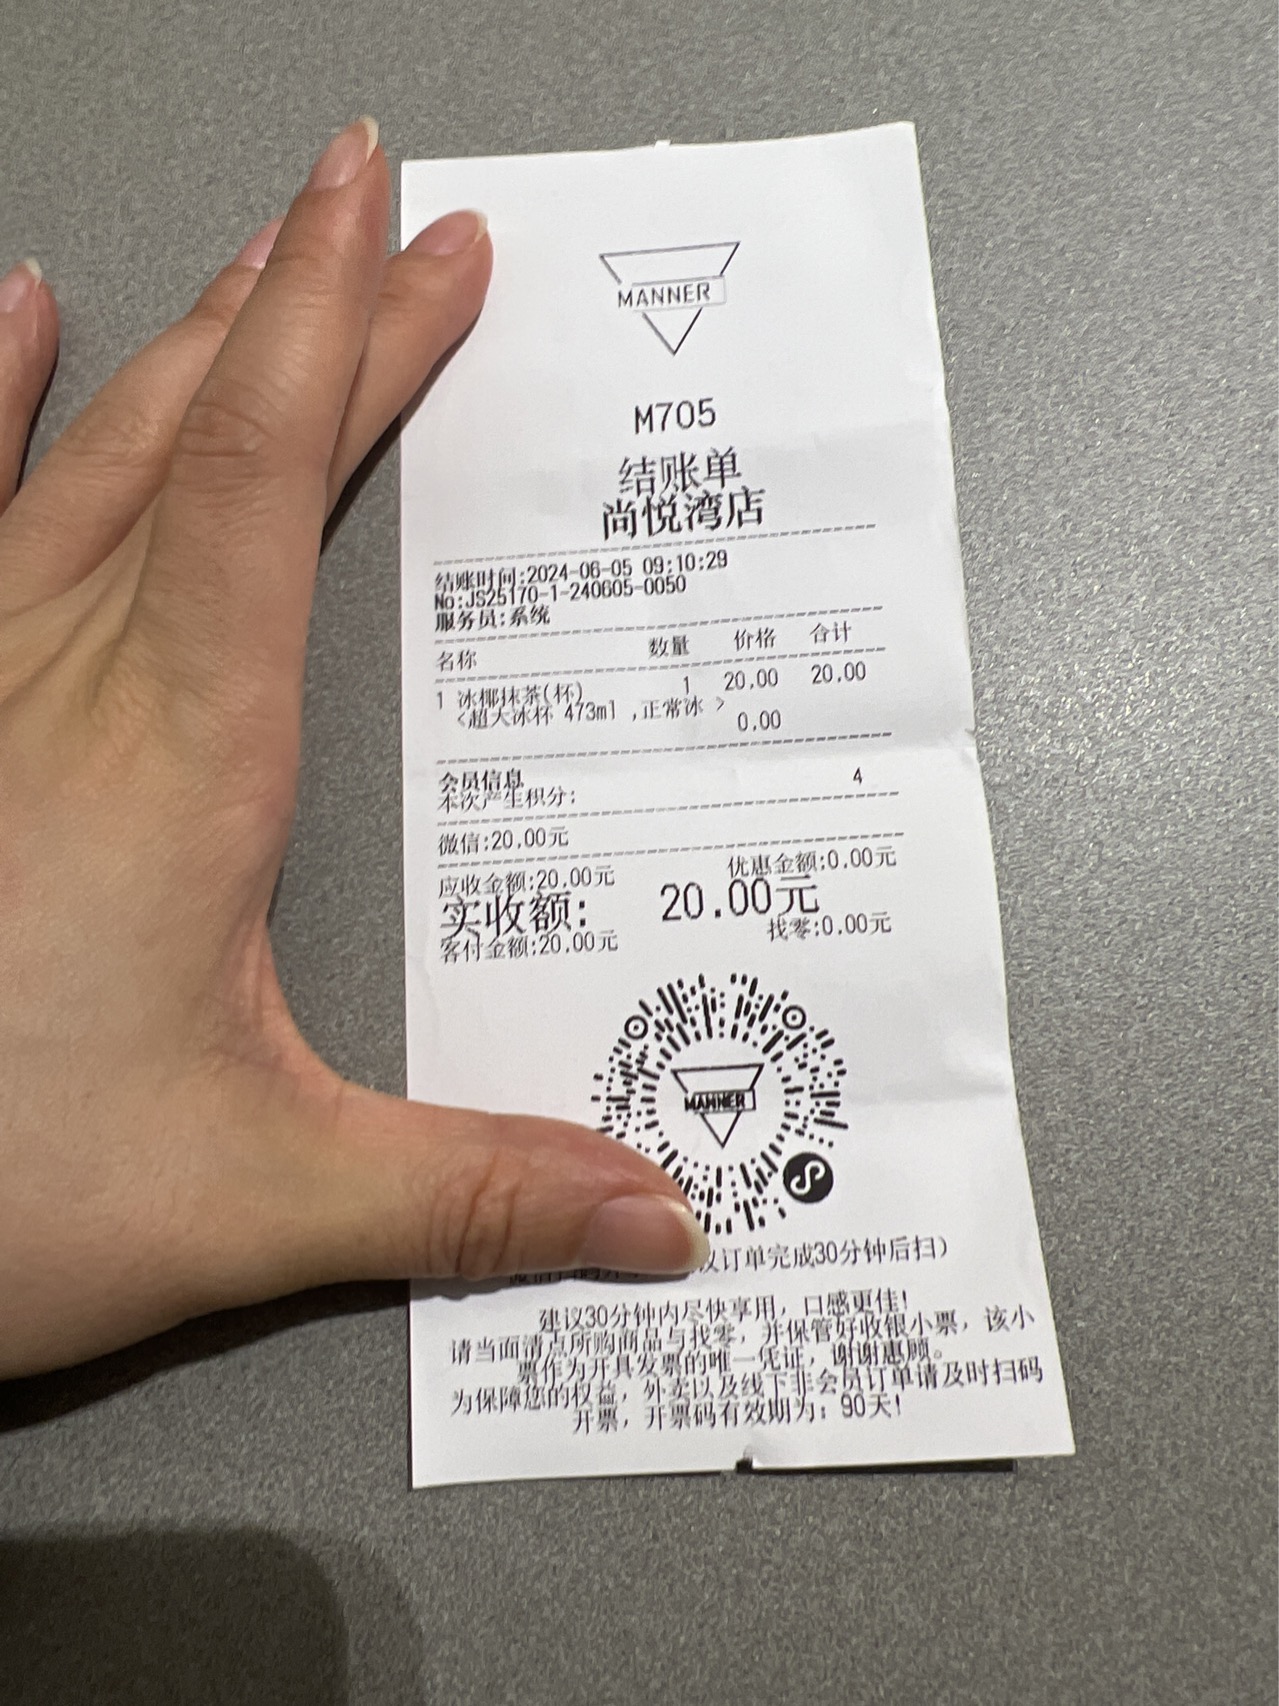 MANNER
M705
结账单
尚悦湾店
结账时间:2024-06-05 09:10:29
No:JS25170-1-240605-0050
服务员:系统
名称 数量 价格 合计
1 冰椰抹茶(杯) 1 20.00 20.00
<超大冰杯 473ml ,正常冰 >
0.00
会员信息
本次产生积分: 4
微信:20.00元
应收金额:20.00元 优惠金额:0.00元
实收额: 20.00元
客付金额:20.00元 找零:0.00元
MANNER
订单完成30分钟后扫)
建议30分钟内尽快享用, 口感更佳!
请当面清点所购商品与找零, 并保管好收银小票, 该小
票作为开具发票的唯一凭证, 谢谢惠顾。
为保障您的权益, 外卖以及线下非会员订单请及时扫码
开票, 开票码有效期为: 90天!